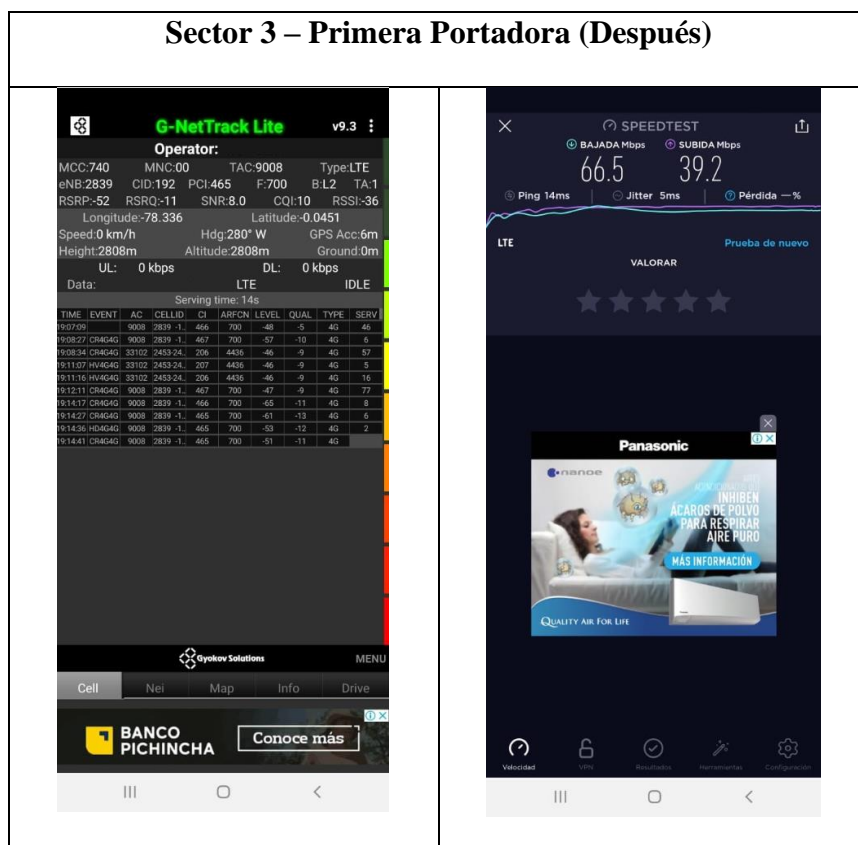 Sector 3 – Primera Portadora (Después)
G-NetTrack Lite v9.3
Operator:
MCC:740 MNC:00 TAC:9008 Type:LTE
eNB:2839 CID:192 PCI:465 F:700 B:L2 TA:1
RSRP:-52 RSRQ:-11 SNR:8.0 CQI:10 RSSI:-36
Longitude:-78.336 Latitude:-0.0451
Speed:0 km/h Hdg:280° W GPS Acc:6m
Height:2808m Altitude:2808m Ground:0m
UL: 0 kbps DL: 0 kbps
Data: LTE IDLE
Serving time: 14s
TIME EVENT AC CELLID CI ARFCN LEVEL QUAL TYPE SERV
19:07:09 9008 2839 -1.. 466 700 -48 -5 4G 46
19:08:27 CR4G4G 9008 2839 -1.. 467 700 -57 -10 4G 6
19:08:34 CR4G4G 33102 2453-24.. 206 4436 -46 -9 4G 57
19:11:07 HV4G4G 33102 2453-24.. 207 4436 -46 -9 4G 5
19:11:16 HV4G4G 33102 2453-24.. 206 4436 -46 -9 4G 16
19:12:11 CR4G4G 9008 2839 -1.. 467 700 -47 -9 4G 77
19:14:17 CR4G4G 9008 2839 -1.. 466 700 -65 -11 4G 8
19:14:27 CR4G4G 9008 2839 -1.. 465 700 -61 -13 4G 6
19:14:36 HD4G4G 9008 2839 -1.. 465 700 -53 -12 4G 2
19:14:41 CR4G4G 9008 2839 -1.. 465 700 -51 -11 4G
Gyokov Solutions MENU
Cell Nei Map Info Drive
BANCO
PICHINCHA
Conoce más
SPEEDTEST
BAJADA Mbps SUBIDA Mbps
66.5 39.2
Ping 14ms Jitter 5ms Pérdida —%
LTE Prueba de nuevo
VALORAR
Panasonic
nanoe
INHIBEN
ÁCAROS DE POLVO
PARA RESPIRAR
AIRE PURO
MÁS INFORMACIÓN
QUALITY AIR FOR LIFE
Velocidad VPN Resultados Herramientas Configuración